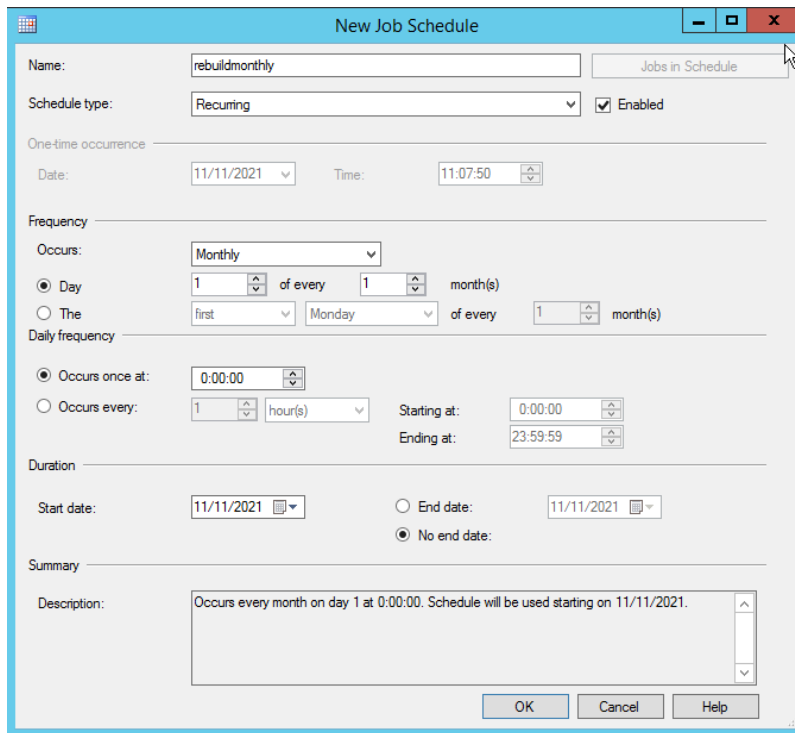 New Job Schedule
Name: rebuildmonthly Jobs in Schedule
Schedule type: Recurring Enabled
One-time occurrence
Date: 11/11/2021 Time: 11:07:50
Frequency
Occurs: Monthly
Day 1 of every 1 month(s)
The first Monday of every 1 month(s)
Daily frequency
Occurs once at: 0:00:00
Occurs every: 1 hour(s) Starting at: 0:00:00
Ending at: 23:59:59
Duration
Start date: 11/11/2021 End date: 11/11/2021
No end date:
Summary
Description: Occurs every month on day 1 at 0:00:00. Schedule will be used starting on 11/11/2021.
OK Cancel Help